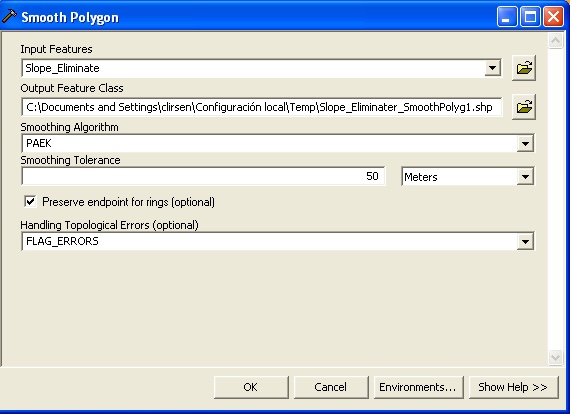 Smooth Polygon
Input Features
Slope_Eliminate
Output Feature Class
C:\Documents and Settings\clirsen\Configuración local\Temp\Slope_Eliminater_SmoothPolyg1.shp
Smoothing Algorithm
PAEK
Smoothing Tolerance
50 Meters
Preserve endpoint for rings (optional)
Handling Topological Errors (optional)
FLAG_ERRORS
OK Cancel Environments... Show Help >>